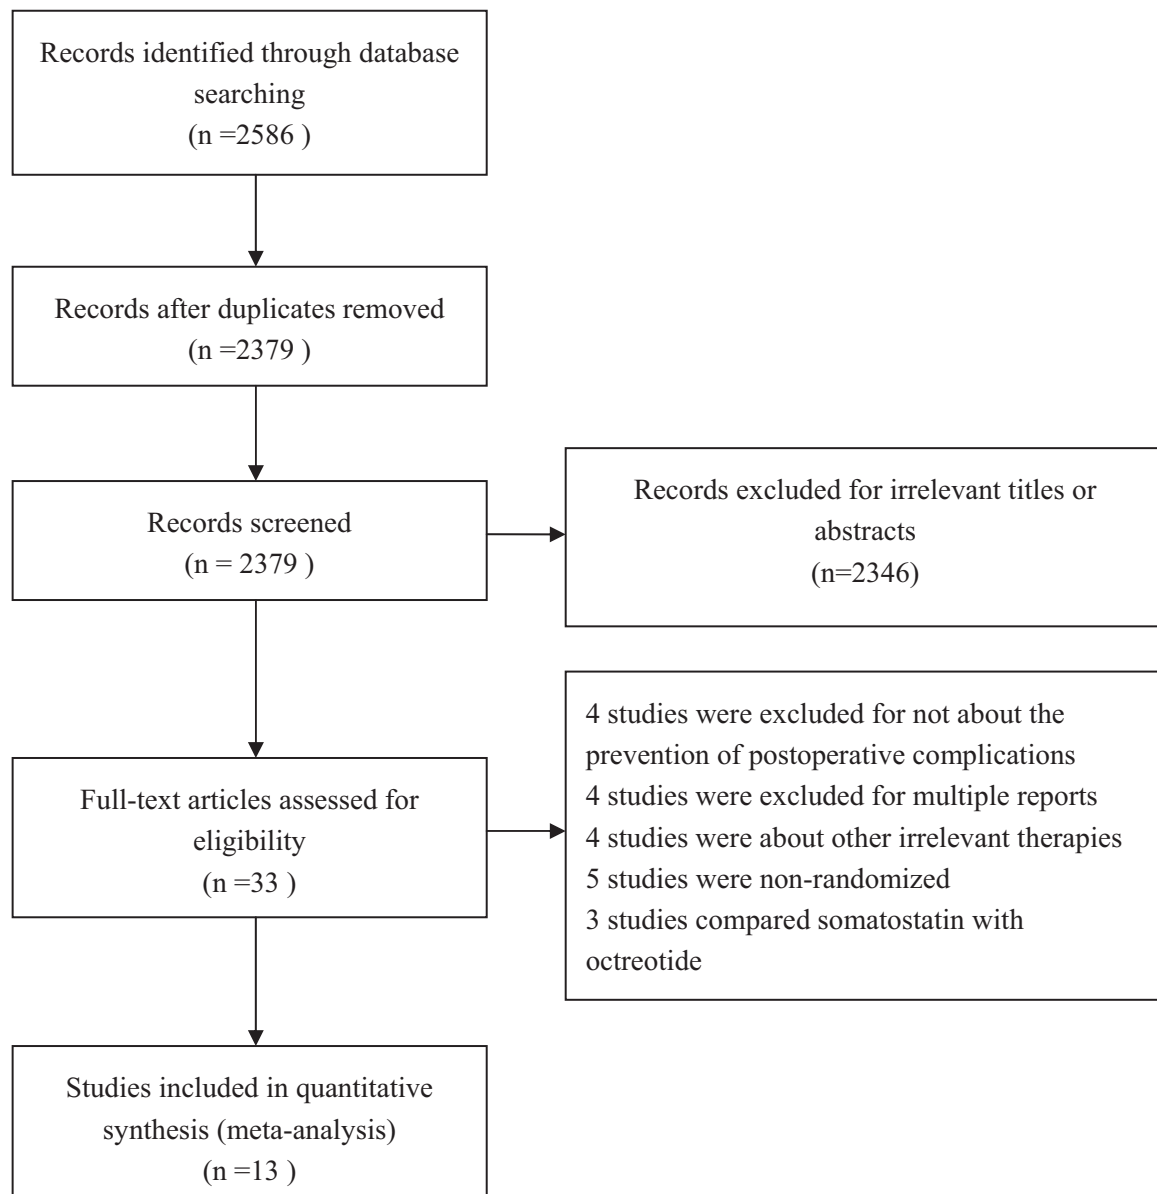 Records identified through database
searching
(n =2586 )
Records after duplicates removed
(n =2379 )
Records screened
(n = 2379 )
Records excluded for irrelevant titles or
abstracts
(n=2346)
Full-text articles assessed for
eligibility
(n =33 )
4 studies were excluded for not about the
prevention of postoperative complications
4 studies were excluded for multiple reports
4 studies were about other irrelevant therapies
5 studies were non-randomized
3 studies compared somatostatin with
octreotide
Studies included in quantitative
synthesis (meta-analysis)
(n =13 )